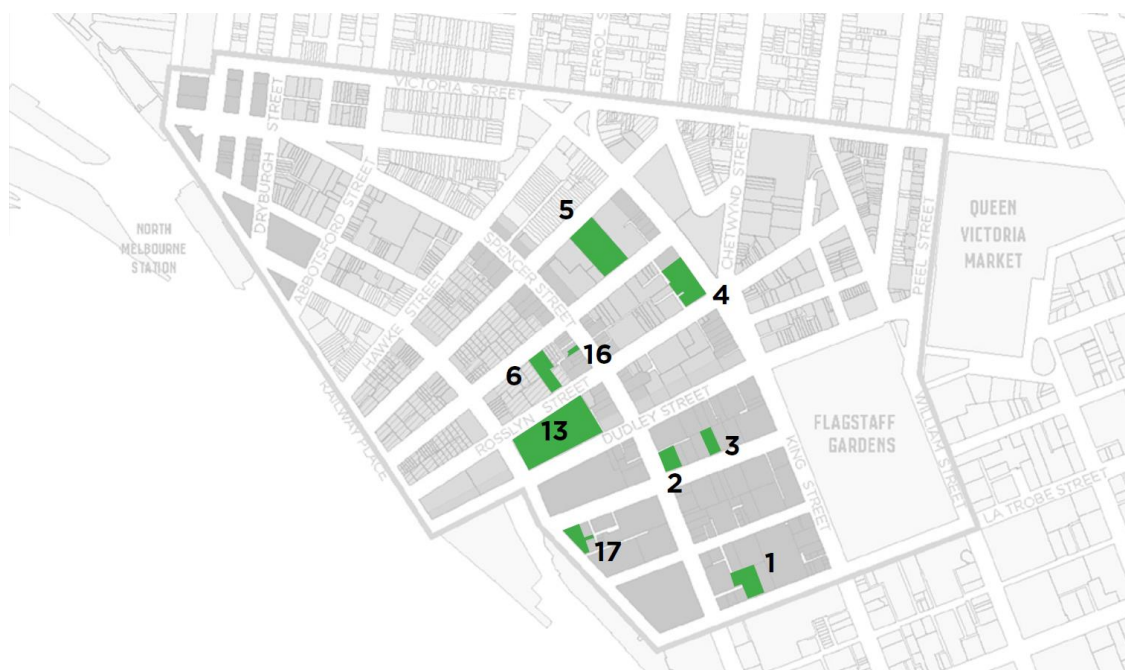 ERROL S
VICTORIA STREET
DRYBURGH STREET
ABBOTSFORD STREET
HAWKE STREET
SPENCER STREET
CHETWYND STREET
PEEL STREET
QUEEN
VICTORIA
MARKET
NORTH
MELBOURNE
STATION
5
4
16
6
RAILWAY PLACE
ROSSLYN STREET
13
DUDLEY STREET
3
2
KING STREET
FLAGSTAFF
GARDENS
WILLIAM STREET
LA TROBE STREET
17
1